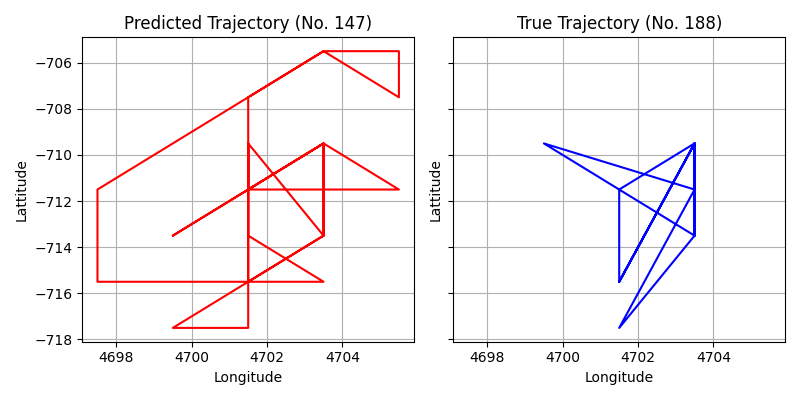 Predicted Trajectory (No. 147)
True Trajectory (No. 188)
Lattitude
−706
−708
−710
−712
−714
−716
−718
4698
4700
4702
4704
Longitude
Lattitude
4698
4700
4702
4704
Longitude